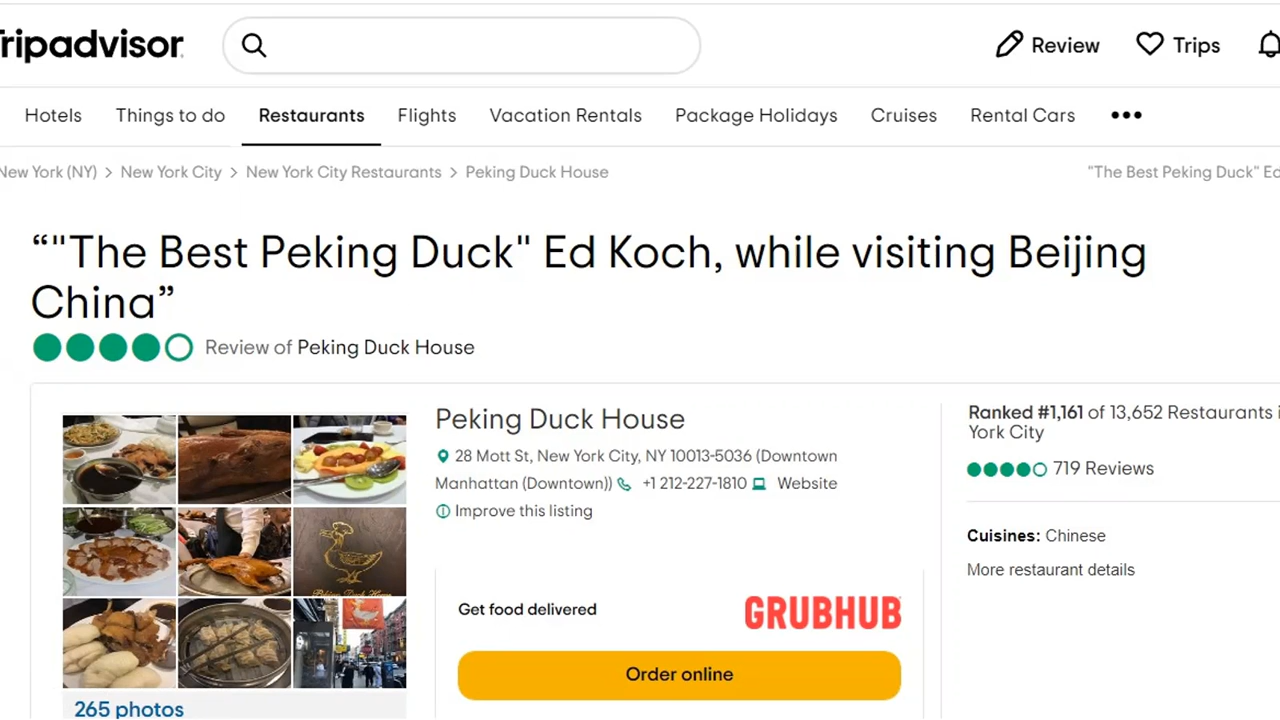 Tripadvisor
Review
Trips
Hotels
Things to do
Restaurants
Flights
Vacation Rentals
Package Holidays
Cruises
Rental Cars
New York (NY) > New York City > New York City Restaurants > Peking Duck House
"The Best Peking Duck" Ed
“"The Best Peking Duck" Ed Koch, while visiting Beijing
China”
Review of Peking Duck House
Peking Duck House
28 Mott St, New York City, NY 10013-5036 (Downtown
Manhattan (Downtown)) +1 212-227-1810 Website
Improve this listing
Get food delivered
GRUBHUB
Order online
265 photos
Ranked #1,161 of 13,652 Restaurants i
York City
719 Reviews
Cuisines: Chinese
More restaurant details